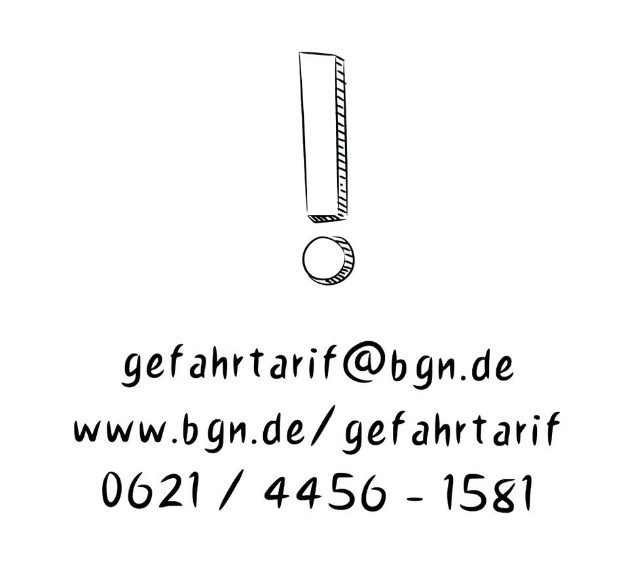 !
gefahrtarif@bgn.de
www.bgn.de/gefahrtarif
0621 / 4456 - 1581